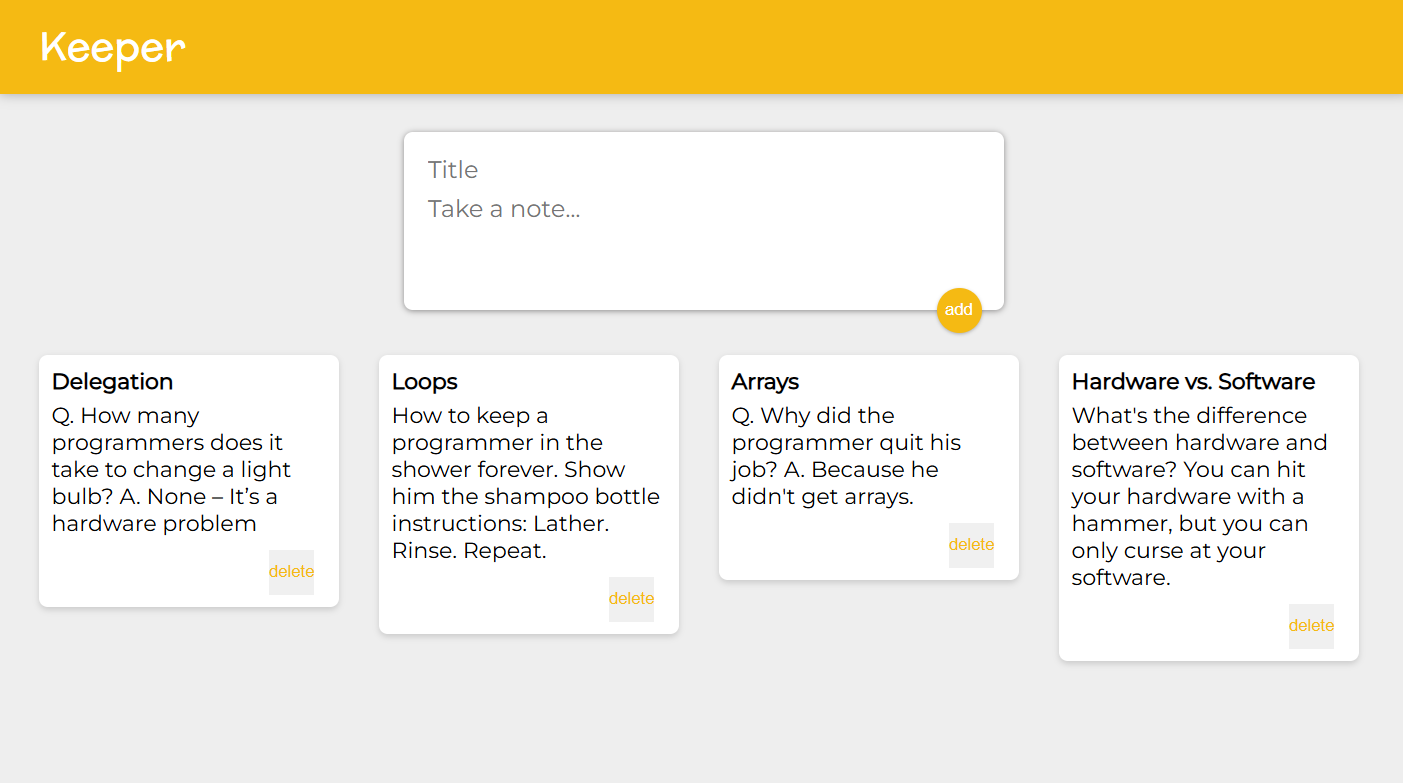 Keeper
Title
Take a note...
add
Delegation
Q. How many
programmers does it
take to change a light
bulb? A. None – It’s a
hardware problem
delete
Loops
How to keep a
programmer in the
shower forever. Show
him the shampoo bottle
instructions: Lather.
Rinse. Repeat.
delete
Arrays
Q. Why did the
programmer quit his
job? A. Because he
didn't get arrays.
delete
Hardware vs. Software
What's the difference
between hardware and
software? You can hit
your hardware with a
hammer, but you can
only curse at your
software.
delete